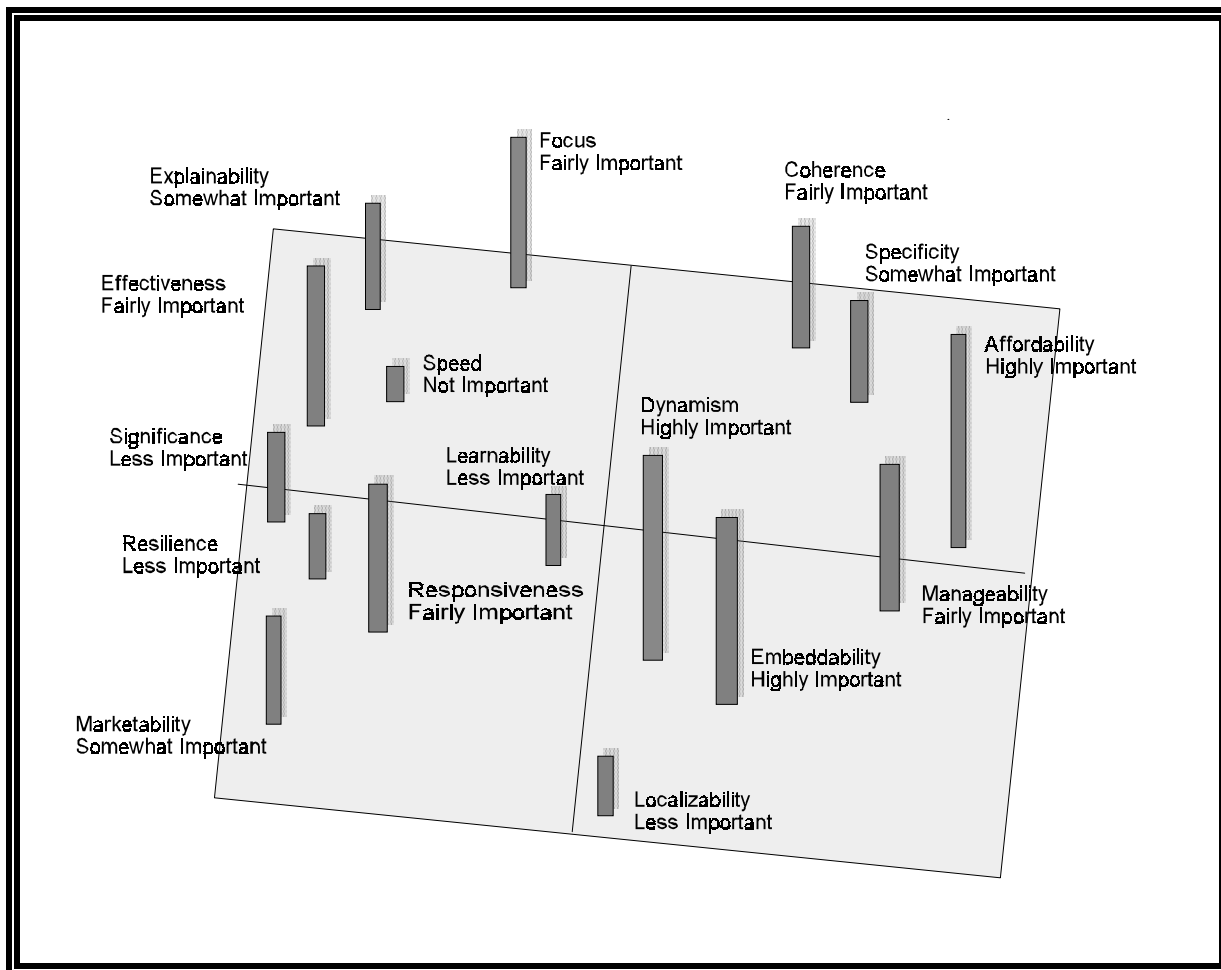 Focus
Fairly Important
Explainability
Somewhat Important
Coherence
Fairly Important
Specificity
Somewhat Important
Effectiveness
Fairly Important
Affordability
Highly Important
Speed
Not Important
Dynamism
Highly Important
Significance
Less Important
Learnability
Less Important
Resilience
Less Important
Responsiveness
Fairly Important
Manageability
Fairly Important
Embeddability
Highly Important
Marketability
Somewhat Important
Localizability
Less Important